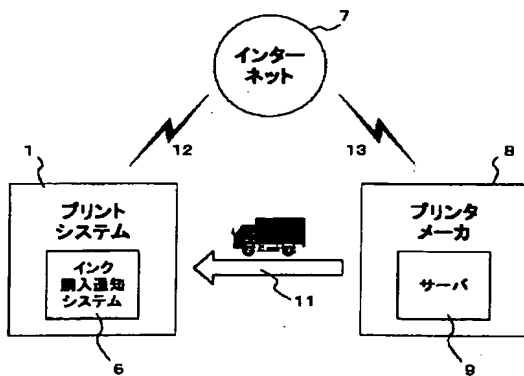 7
インター
ネット
12
13
1
8
プリント
システム
プリンタ
メーカ
インク
購入通知
システム
サーバ
11
6
9